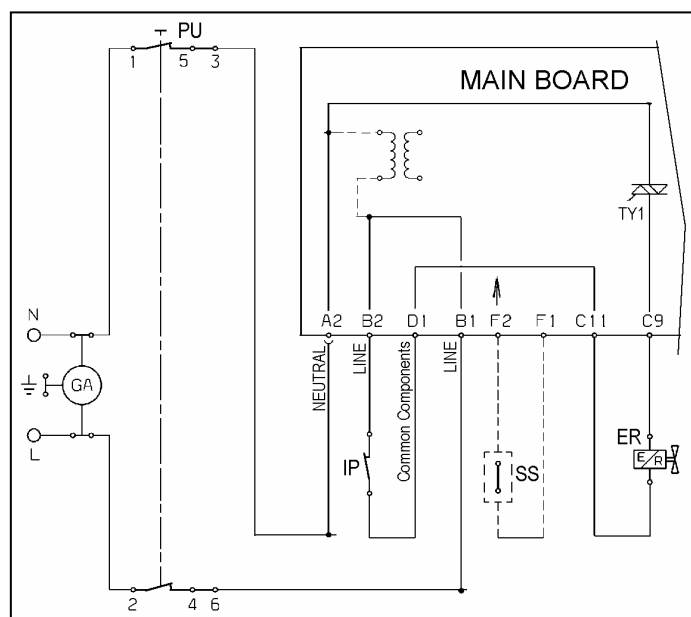 PU
1 5 3
MAIN BOARD
TY1
N
A2 B2 D1 B1 F2 F1 C11 C9
NEUTRAL
LINE
Common Components
LINE
GA
L
IP
SS
ER
E/R
2 4 6